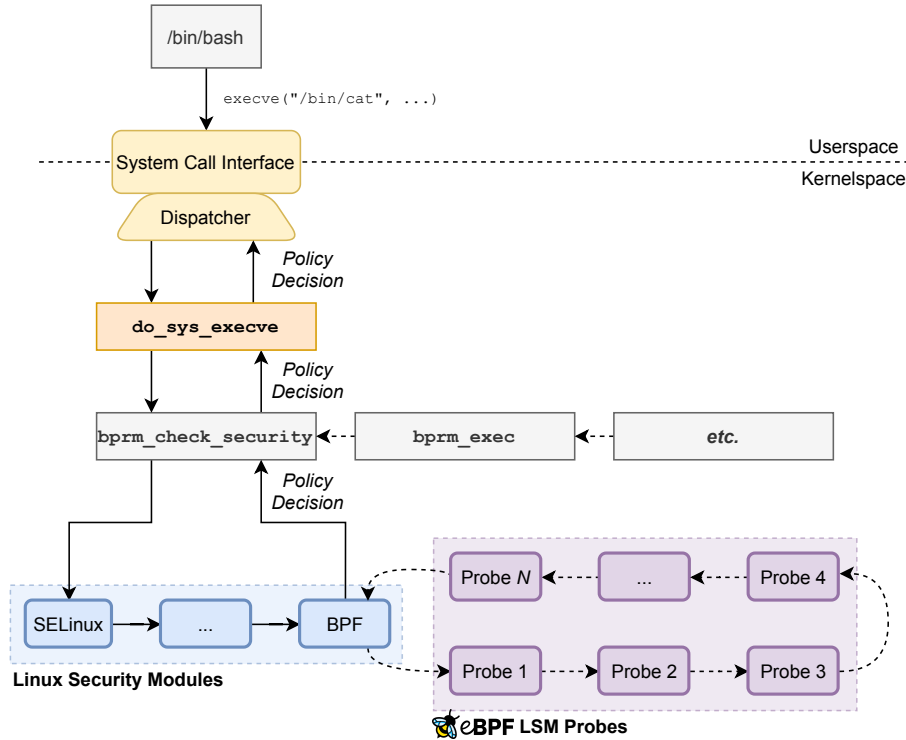 /bin/bash
execve("/bin/cat", ...)
System Call Interface
Userspace
Kernelspace
Dispatcher
Policy
Decision
do_sys_execve
Policy
Decision
bprm_check_security
bprm_exec
etc.
Policy
Decision
Probe N
...
Probe 4
SELinux
...
BPF
Probe 1
Probe 2
Probe 3
Linux Security Modules
eBPF LSM Probes